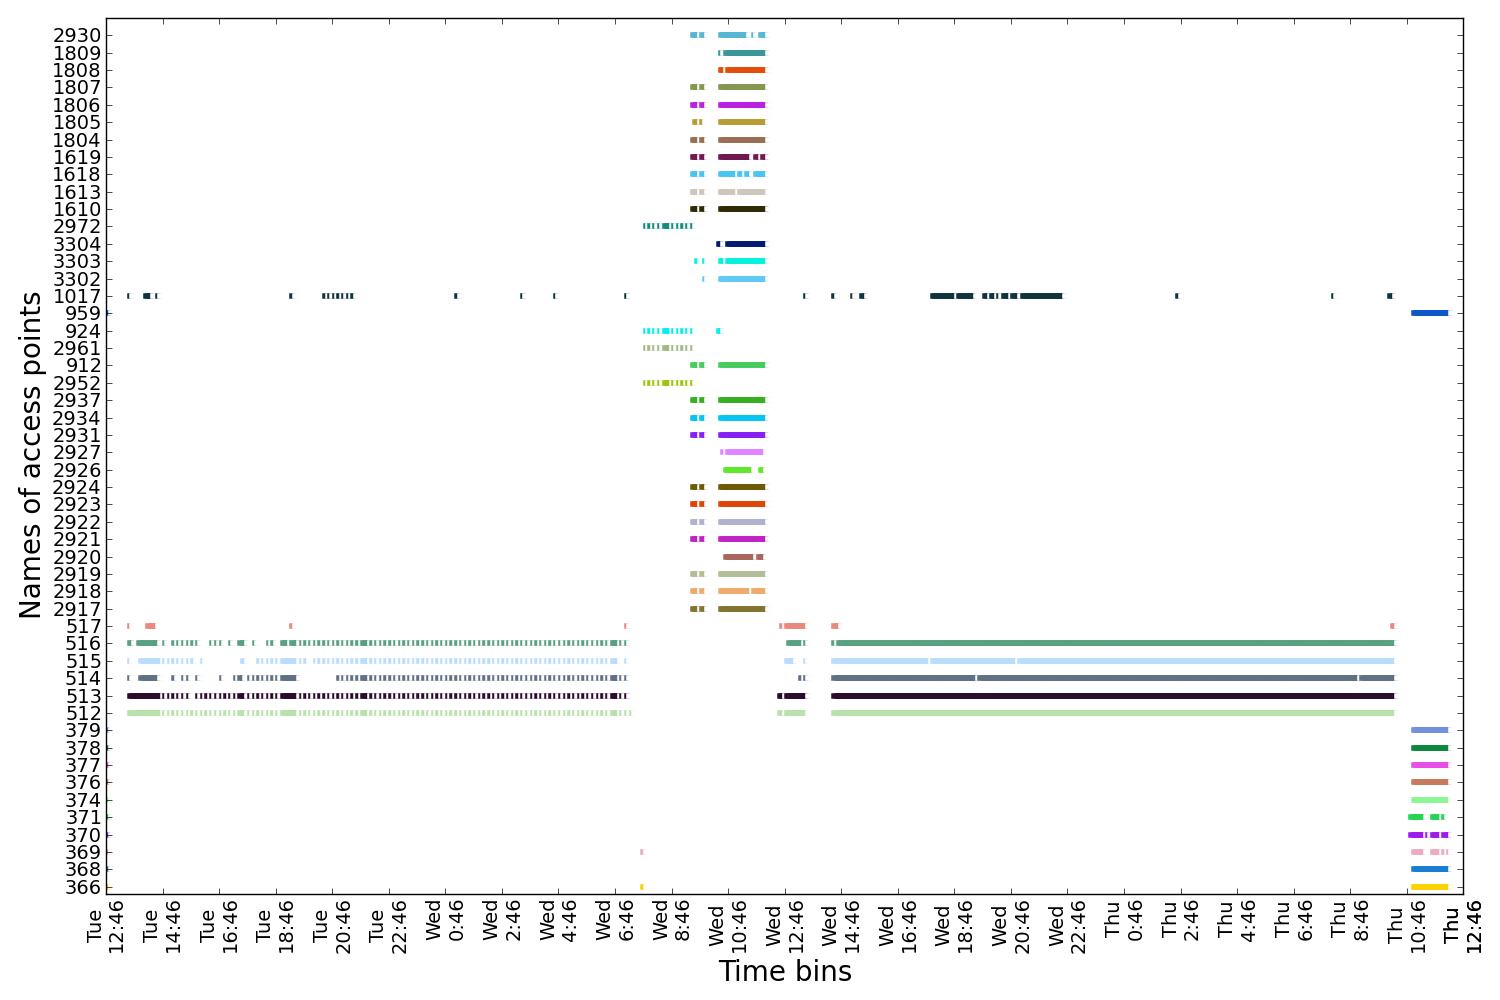 Names of access points
2930
1809
1808
1807
1806
1805
1804
1619
1618
1613
1610
2972
3304
3303
3302
1017
959
924
2961
912
2952
2937
2934
2931
2927
2926
2924
2923
2922
2921
2920
2919
2918
2917
517
516
515
514
513
512
379
378
377
376
374
371
370
369
368
366
Tue 12:46
Tue 14:46
Tue 16:46
Tue 18:46
Tue 20:46
Tue 22:46
Wed 0:46
Wed 2:46
Wed 4:46
Wed 6:46
Wed 8:46
Wed 10:46
Wed 12:46
Wed 14:46
Wed 16:46
Wed 18:46
Wed 20:46
Wed 22:46
Thu 0:46
Thu 2:46
Thu 4:46
Thu 6:46
Thu 8:46
Thu 10:46
Thu 12:46
Time bins